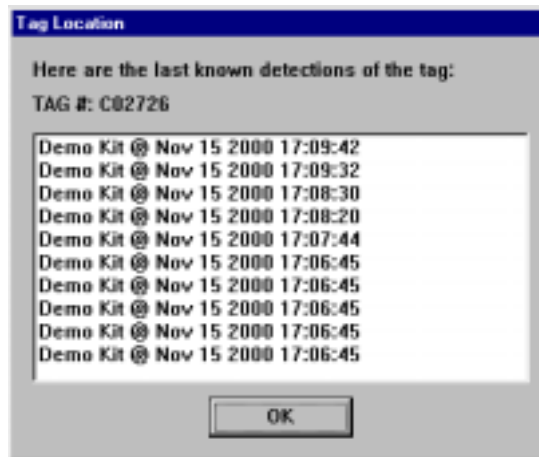 Tag Location
Here are the last known detections of the tag:
TAG #: C02726
Demo Kit @ Nov 15 2000 17:09:42
Demo Kit @ Nov 15 2000 17:09:32
Demo Kit @ Nov 15 2000 17:08:30
Demo Kit @ Nov 15 2000 17:08:20
Demo Kit @ Nov 15 2000 17:07:44
Demo Kit @ Nov 15 2000 17:06:45
Demo Kit @ Nov 15 2000 17:06:45
Demo Kit @ Nov 15 2000 17:06:45
Demo Kit @ Nov 15 2000 17:06:45
Demo Kit @ Nov 15 2000 17:06:45
OK